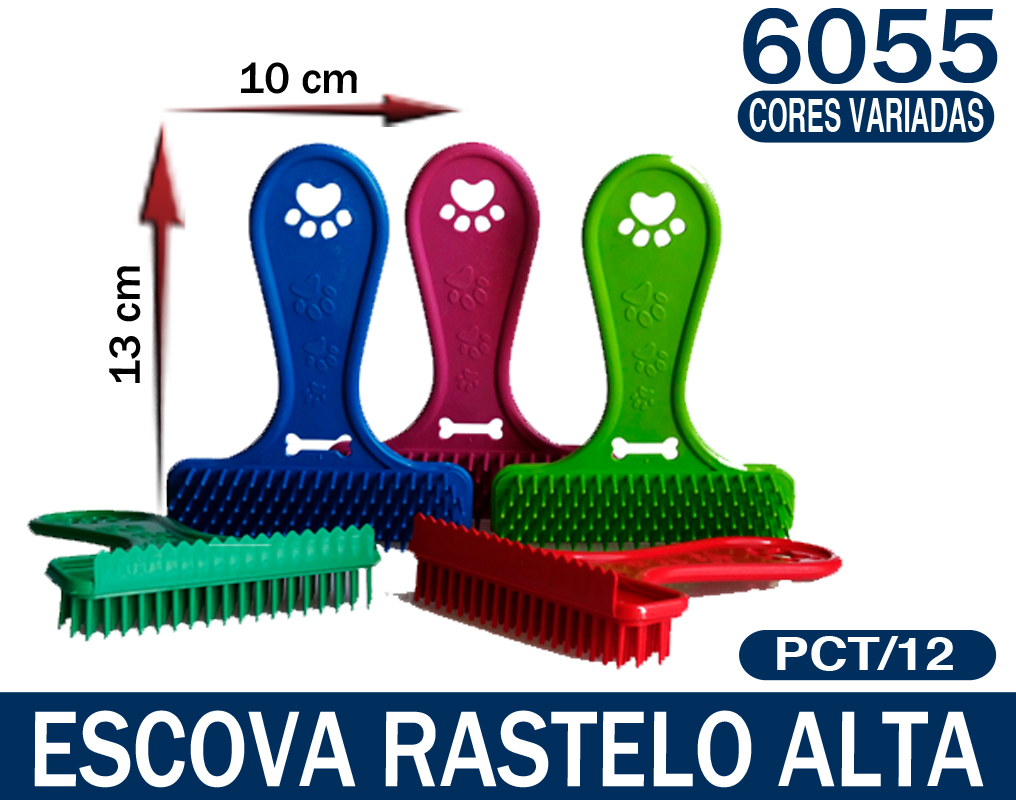 6055
CORES VARIADAS
10 cm
13 cm
PCT/12
ESCOVA RASTELO ALTA